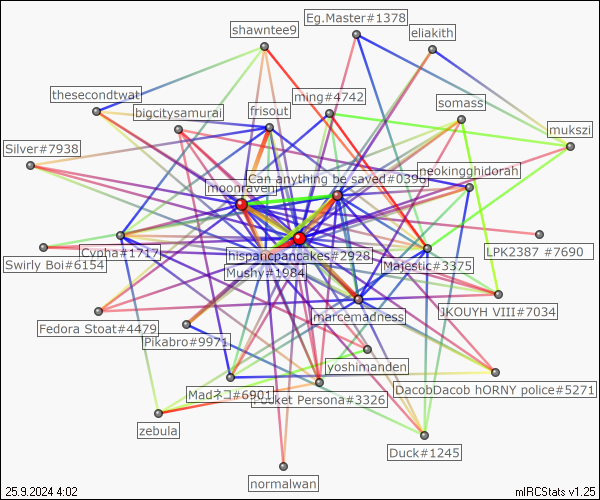 Eg.Master#1378
shawntee9
eliakith
thesecondtwat
ming#4742
somass
bigcitysamurai
frisout
mukszi
Silver#7938
neokingghidorah
Can anything be saved#0390
moonraven
Cypha#1717
hispancpancakes#2928
LPK2387 #7690
Swirly Boi#6154
Majestic#3375
Mushy#1984
JKOUYH VIII#7034
marcemadness
Fedora Stoat#4479
Pikabro#9971
yoshimanden
DacobDacob hORNY police#5271
Madネコ#6901
Pocket Persona#3326
zebula
Duck#1245
normalwan
25.9.2024 4:02
mIRCStats v1.25